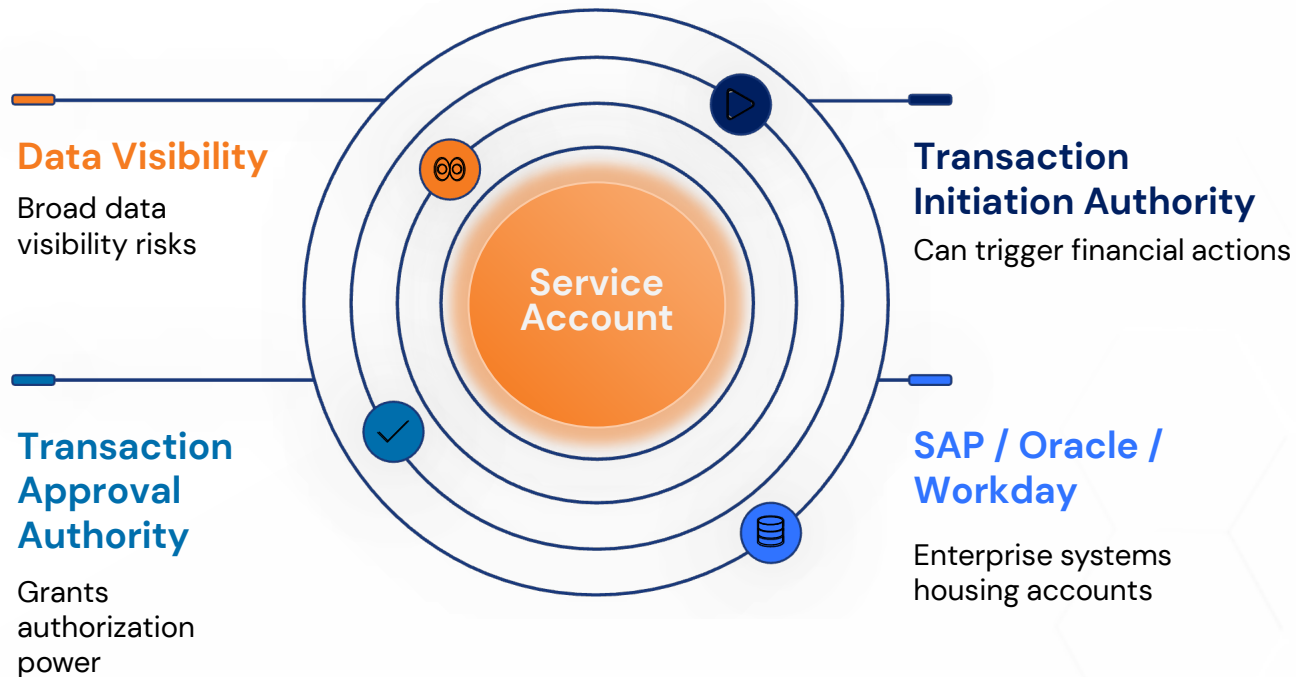 Data Visibility
Broad data
visibility risks
Transaction
Initiation Authority
Can trigger financial actions
Service
Account
Transaction
Approval
Authority
Grants
authorization
power
SAP / Oracle /
Workday
Enterprise systems
housing accounts